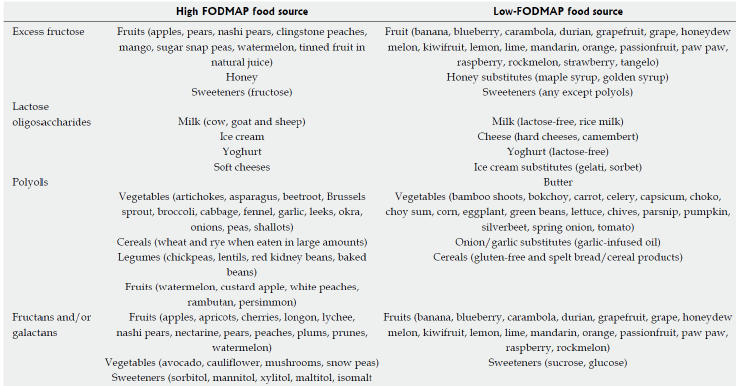 High FODMAP food source Low-FODMAP food source
Excess fructose Fruits (apples, pears, nashi pears, clingstone peaches, Fruit (banana, blueberry, carambola, durian, grapefruit, grape, honeydew
mango, sugar snap peas, watermelon, tinned fruit in melon, kiwifruit, lemon, lime, mandarin, orange, passionfruit, paw paw,
natural juice) raspberry, rockmelon, strawberry, tangelo)
Honey Honey substitutes (maple syrup, golden syrup)
Sweeteners (fructose) Sweeteners (any except polyols)
Lactose
oligosaccharides Milk (cow, goat and sheep) Milk (lactose-free, rice milk)
Ice cream Cheese (hard cheeses, camembert)
Yoghurt Yoghurt (lactose-free)
Soft cheeses Ice cream substitutes (gelati, sorbet)
Polyolls Butter
Vegetables (artichokes, asparagus, beetroot, Brussels Vegetables (bamboo shoots, bokchoy, carrot, celery, capsicum, choko,
sprout, broccoli, cabbage, fennel, garlic, leeks, okra, choy sum, corn, eggplant, green beans, lettuce, chives, parsnip, pumpkin,
onions, peas, shallots) silverbeet, spring onion, tomato)
Cereals (wheat and rye when eaten in large amounts) Onion/garlic substitutes (garlic-infused oil)
Legumes (chickpeas, lentils, red kidney beans, baked Cereals (gluten-free and spelt bread/cereal products)
beans)
Fruits (watermelon, custard apple, white peaches,
rambutan, persimmon)
Fructans and/or Fruits (apples, apricots, cherries, longon, lychee, Fruits (banana, blueberry, carambola, durian, grapefruit, grape, honeydew
galactans nashi pears, nectarine, pears, peaches, plums, prunes, melon, kiwifruit, lemon, lime, mandarin, orange, passionfruit, paw paw,
watermelon) raspberry, rockmelon)
Vegetables (avocado, cauliflower, mushrooms, snow peas) Sweeteners (sucrose, glucose)
Sweeteners (sorbitol, mannitol, xylitol, maltitol, isomalt